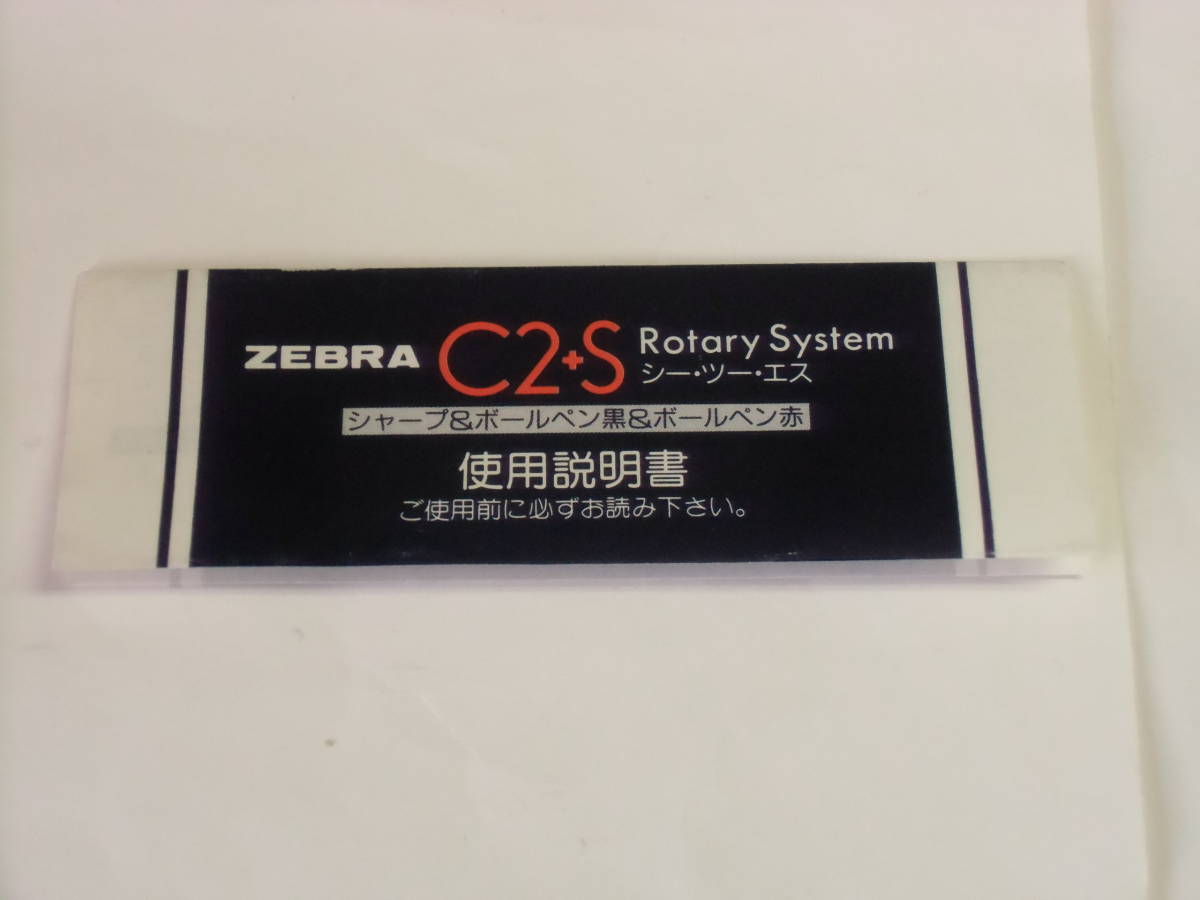 ZEBRA C2+S Rotary System
シー・ツー・エス
シャープ&ボールペン黒&ボールペン赤
使用説明書
ご使用前に必ずお読み下さい。